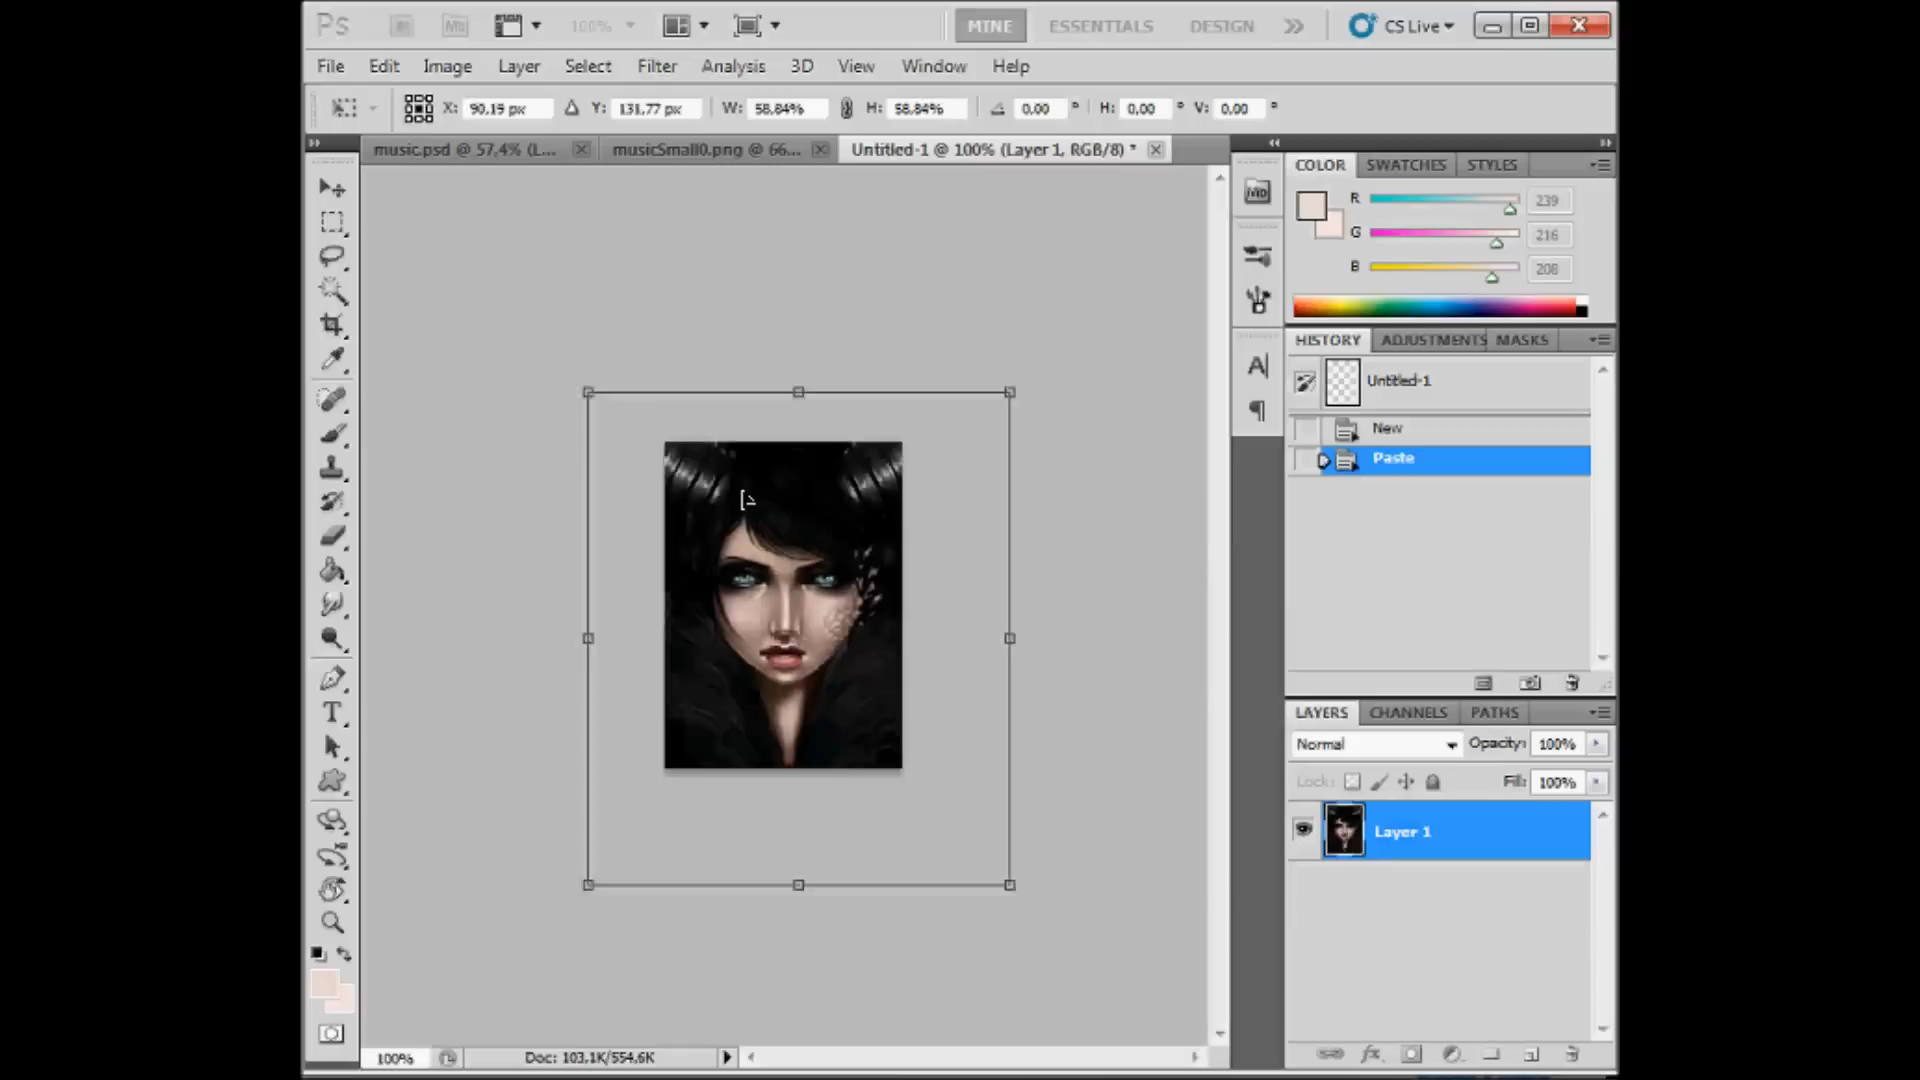 Ps Br Mb 100% MINE ESSENTIALS DESIGN CS Live
File Edit Image Layer Select Filter Analysis 3D View Window Help
X: 90,19 px Y: 131,77 px W: 58,84% H: 58,84% 0,00 ° H: 0,00 ° V: 0,00 °
music.psd @ 57,4% (L... musicSmall0.png @ 66... Untitled-1 @ 100% (Layer 1, RGB/8) *
COLOR SWATCHES STYLES
R 239
G 216
B 208
HISTORY ADJUSTMENTS MASKS
Untitled-1
New
Paste
LAYERS CHANNELS PATHS
Normal Opacity: 100%
Lock: Fill: 100%
Layer 1
100% Doc: 103,1K/554,6K